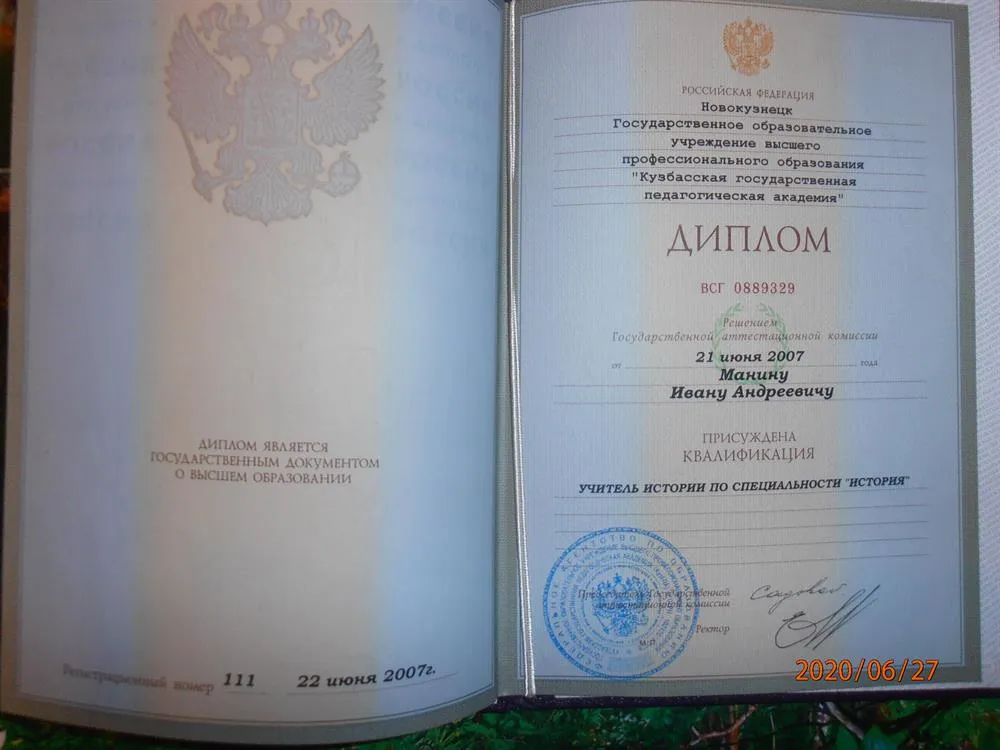 ДИПЛОМ ЯВЛЯЕТСЯ
ГОСУДАРСТВЕННЫМ ДОКУМЕНТОМ
О ВЫСШЕМ ОБРАЗОВАНИИ
Регистрационный номер 111 22 июня 2007г.
РОССИЙСКАЯ ФЕДЕРАЦИЯ
Новокузнецк
Государственное образовательное
учреждение высшего
профессионального образования
"Кузбасская государственная
педагогическая академия"
ДИПЛОМ
ВСГ 0889329
Решением
Государственной аттестационной комиссии
от 21 июня 2007 года
Манину
Ивану Андреевичу
ПРИСУЖДЕНА
КВАЛИФИКАЦИЯ
УЧИТЕЛЬ ИСТОРИИ ПО СПЕЦИАЛЬНОСТИ "ИСТОРИЯ"
Председатель Государственной
аттестационной комиссии
Ректор
М.П.
2020/06/27